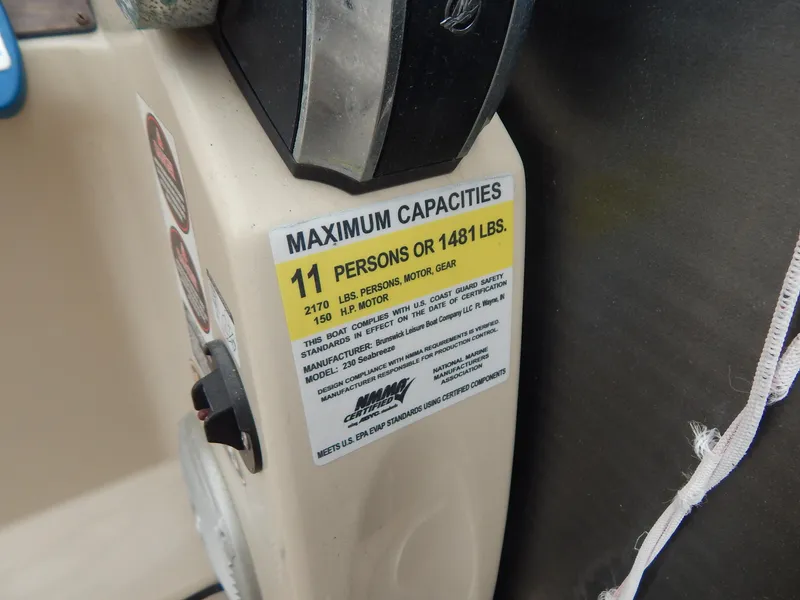 MAXIMUM CAPACITIES
11 PERSONS OR 1481 LBS.
2170 LBS. PERSONS, MOTOR, GEAR
150 H.P. MOTOR
THIS BOAT COMPLIES WITH U.S. COAST GUARD SAFETY
STANDARDS IN EFFECT ON THE DATE OF CERTIFICATION
MANUFACTURER: Brunswick Leisure Boat Company LLC Ft. Wayne, IN
MODEL: 230 Seabreeze
DESIGN COMPLIANCE WITH NMMA REQUIREMENTS IS VERIFIED.
MANUFACTURER RESPONSIBLE FOR PRODUCTION CONTROL.
NMMA
CERTIFIED
using ABYC standards
NATIONAL MARINE
MANUFACTURERS
ASSOCIATION
MEETS U.S. EPA EVAP STANDARDS USING CERTIFIED COMPONENTS